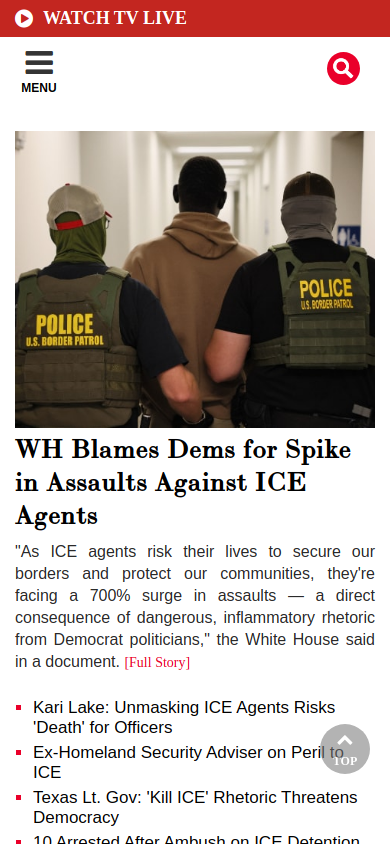 WATCH TV LIVE
MENU
POLICE
U.S. BORDER PATROL
POLICE
U.S. BORDER PATROL
WH Blames Dems for Spike
in Assaults Against ICE
Agents
"As ICE agents risk their lives to secure our
borders and protect our communities, they're
facing a 700% surge in assaults — a direct
consequence of dangerous, inflammatory rhetoric
from Democrat politicians," the White House said
in a document. [Full Story]
Kari Lake: Unmasking ICE Agents Risks
'Death' for Officers
Ex-Homeland Security Adviser on Peril to
ICE
TOP
Texas Lt. Gov: 'Kill ICE' Rhetoric Threatens
Democracy
10 Arrested After Ambush on ICE Detention